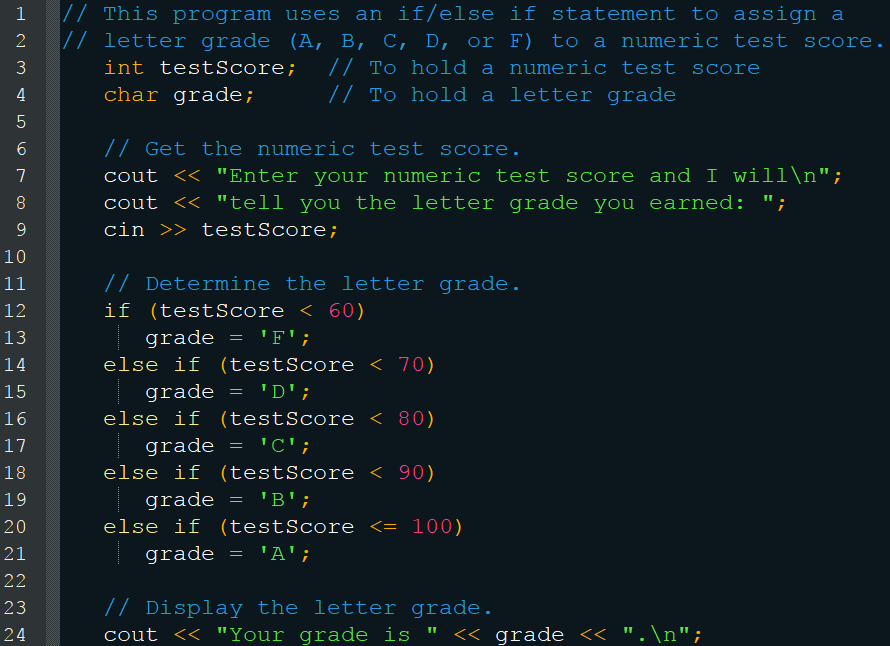 1 // This program uses an if/else if statement to assign a
2 // letter grade (A, B, C, D, or F) to a numeric test score.
3    int testScore;  // To hold a numeric test score
4    char grade;     // To hold a letter grade
5
6    // Get the numeric test score.
7    cout << "Enter your numeric test score and I will\n";
8    cout << "tell you the letter grade you earned: ";
9    cin >> testScore;
10
11    // Determine the letter grade.
12    if (testScore < 60)
13       grade = 'F';
14    else if (testScore < 70)
15       grade = 'D';
16    else if (testScore < 80)
17       grade = 'C';
18    else if (testScore < 90)
19       grade = 'B';
20    else if (testScore <= 100)
21       grade = 'A';
22
23    // Display the letter grade.
24    cout << "Your grade is " << grade << ".\n";